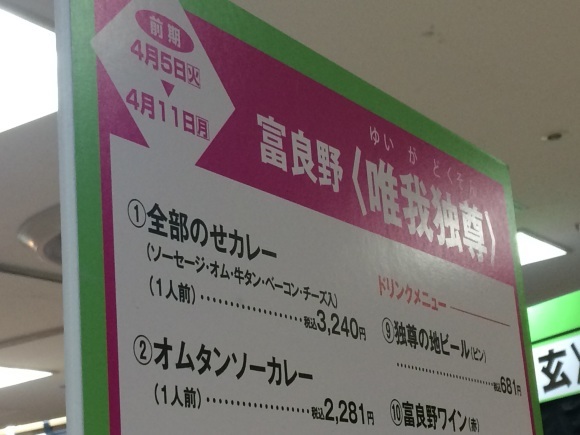 前期
4月5日㊋
▼
4月11日㊊
ゆいがどくそん
富良野〈唯我独尊〉
①全部のせカレー
(ソーセージ・オム・牛タン・ベーコン・チーズ入)
(1人前)……………税込3,240円
②オムタンソーカレー
(1人前)……………税込2,281円
ドリンクメニュー
⑨独尊の地ビール(ビン)
……………税込681円
⑩富良野ワイン(赤)
玄